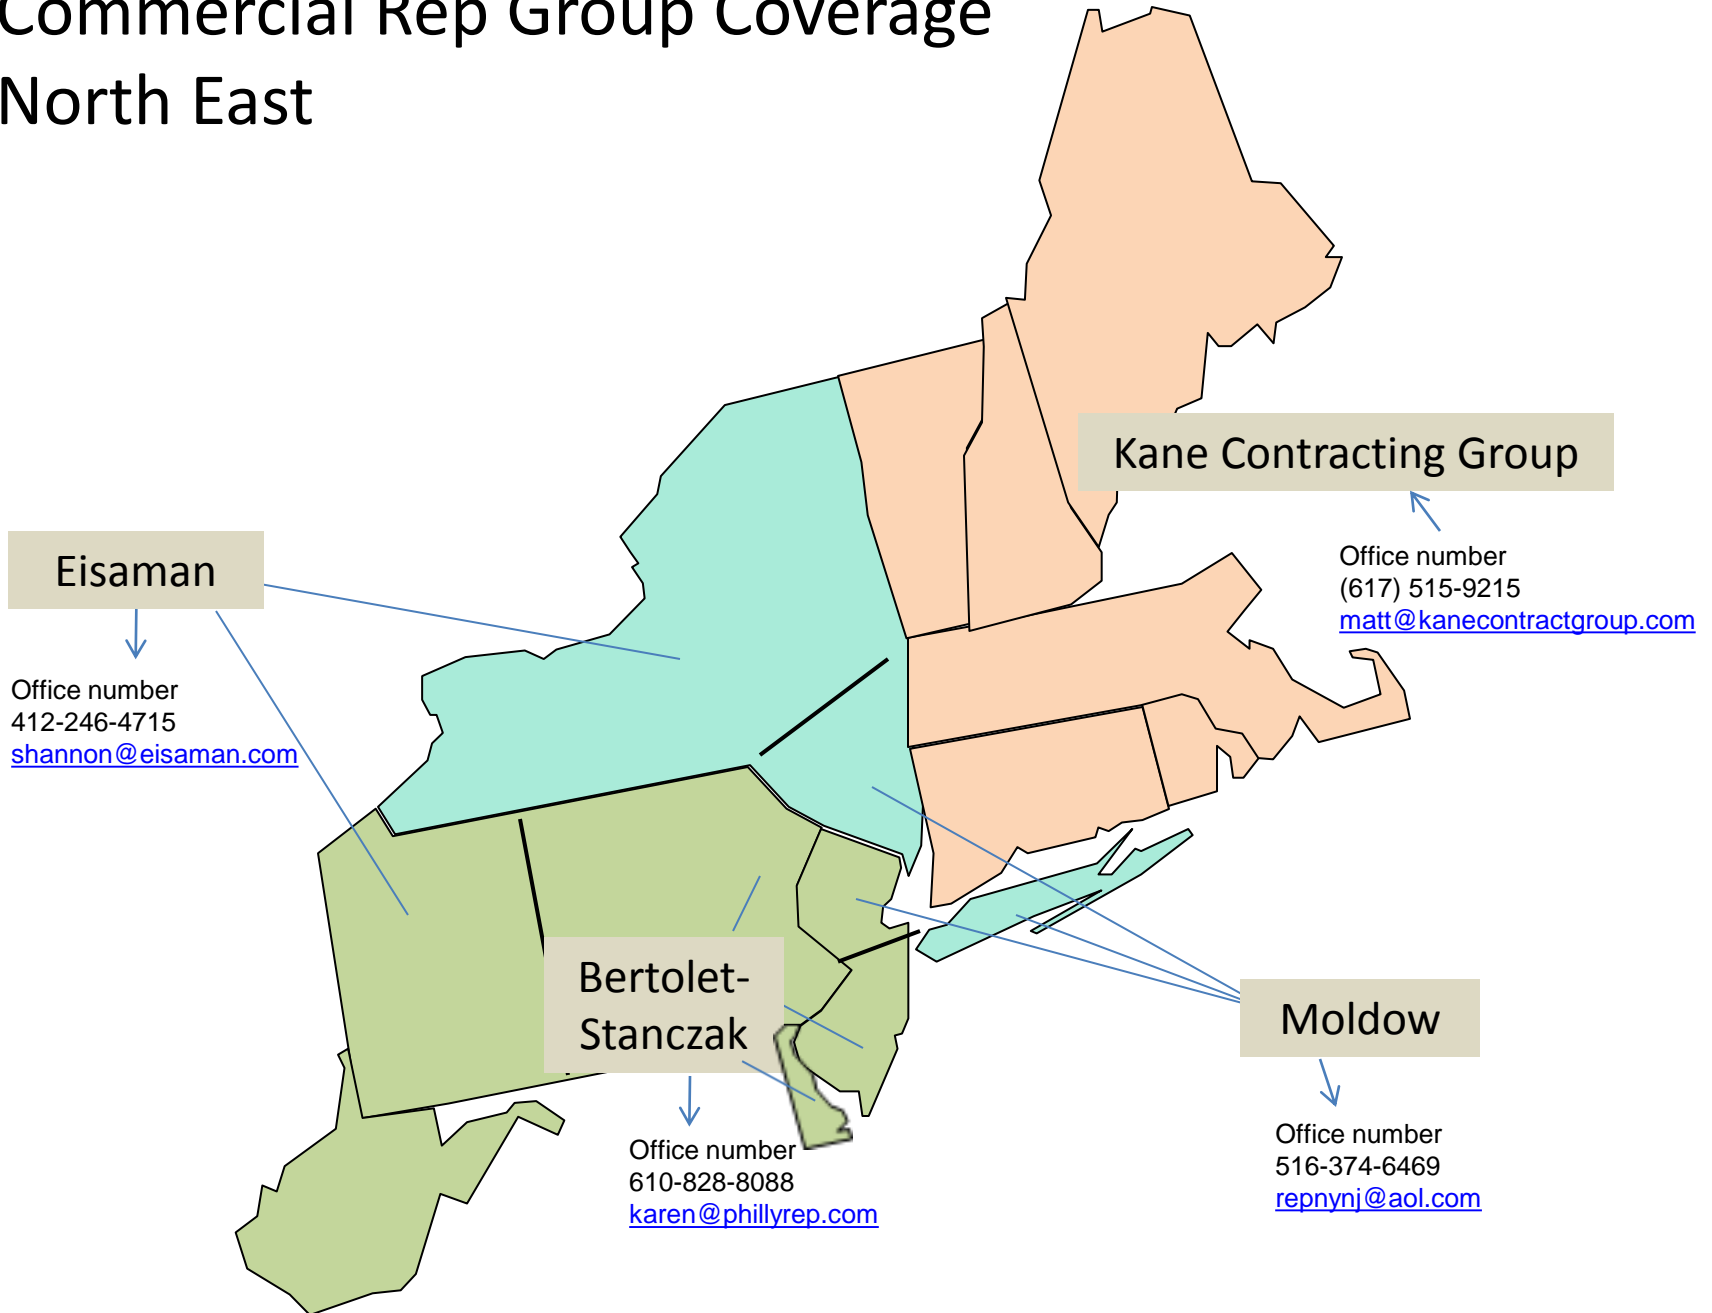 Commercial Rep Group Coverage
North East
Kane Contracting Group
Office number
(617) 515-9215
matt@kanecontractgroup.com
Eisaman
Office number
412-246-4715
shannon@eisaman.com
Bertolet-
Stanczak
Office number
610-828-8088
karen@phillyrep.com
Moldow
Office number
516-374-6469
repnynj@aol.com